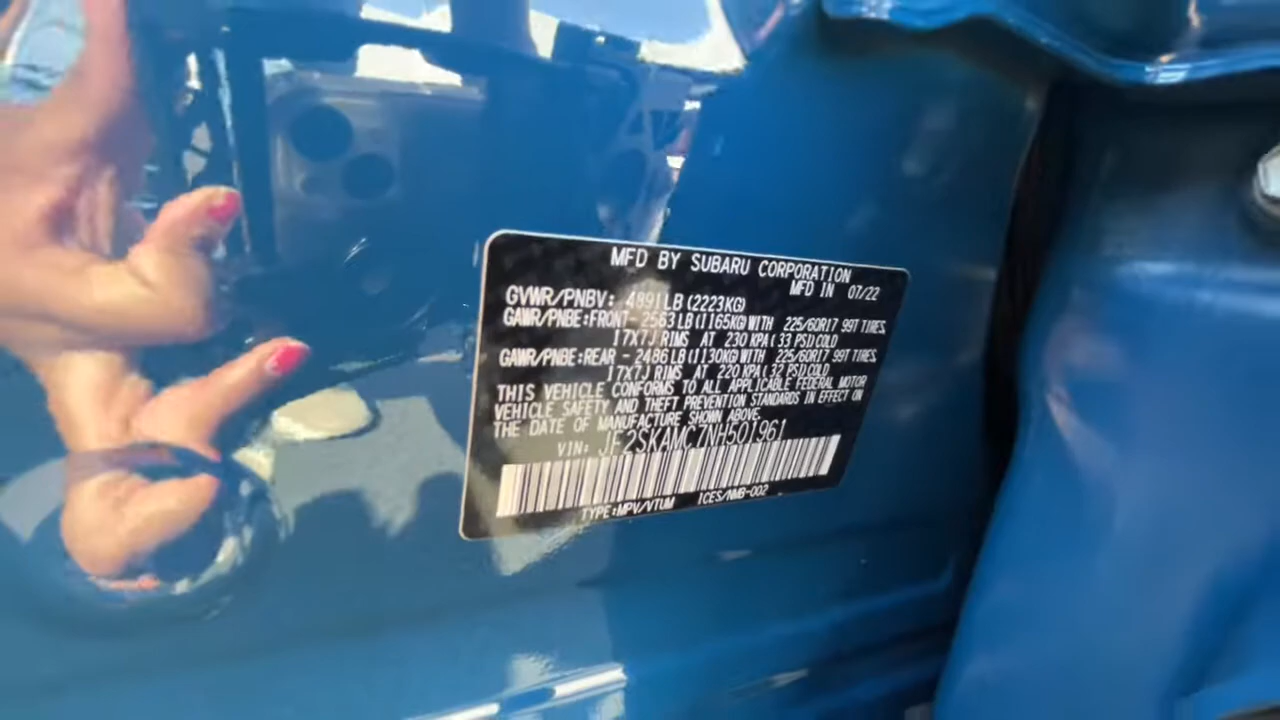 MFD BY SUBARU CORPORATION
MFD IN 07/22
GVWR/PNBV: 4891LB (2223KG)
GAWR/PNBE:FRONT- 2563LB (1165KG) WITH 225/60R17 99T TIRES
17X7J RIMS AT 230 KPA (33 PSI) COLD
GAWR/PNBE:REAR - 2486LB (1130KG) WITH 225/60R17 99T TIRES
17X7J RIMS AT 220 KPA (32 PSI) COLD
THIS VEHICLE CONFORMS TO ALL APPLICABLE FEDERAL MOTOR
VEHICLE SAFETY AND THEFT PREVENTION STANDARDS IN EFFECT ON
THE DATE OF MANUFACTURE SHOWN ABOVE.
VIN: JF2SKAMC7NH501961
TYPE:MPV/VTUM ICES/NMB-002